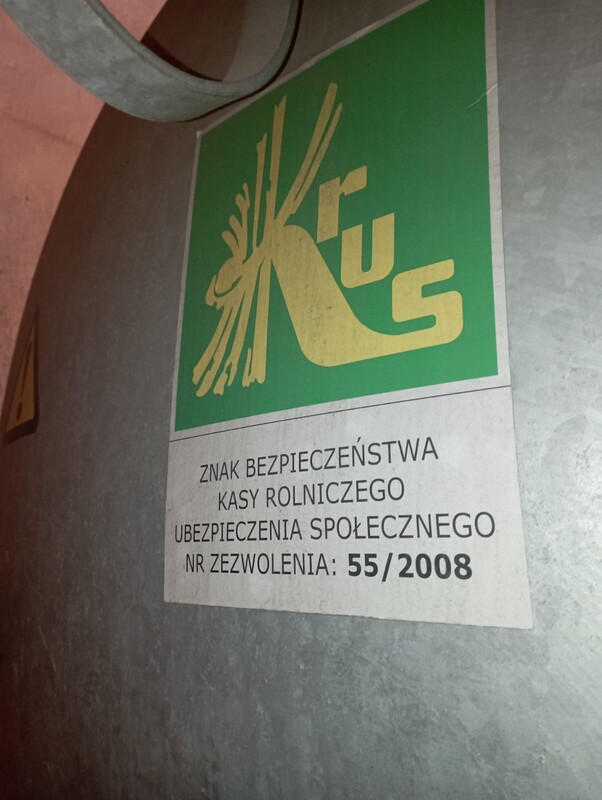 Krus
ZNAK BEZPIECZEŃSTWA
KASY ROLNICZEGO
UBEZPIECZENIA SPOŁECZNEGO
NR ZEZWOLENIA: 55/2008